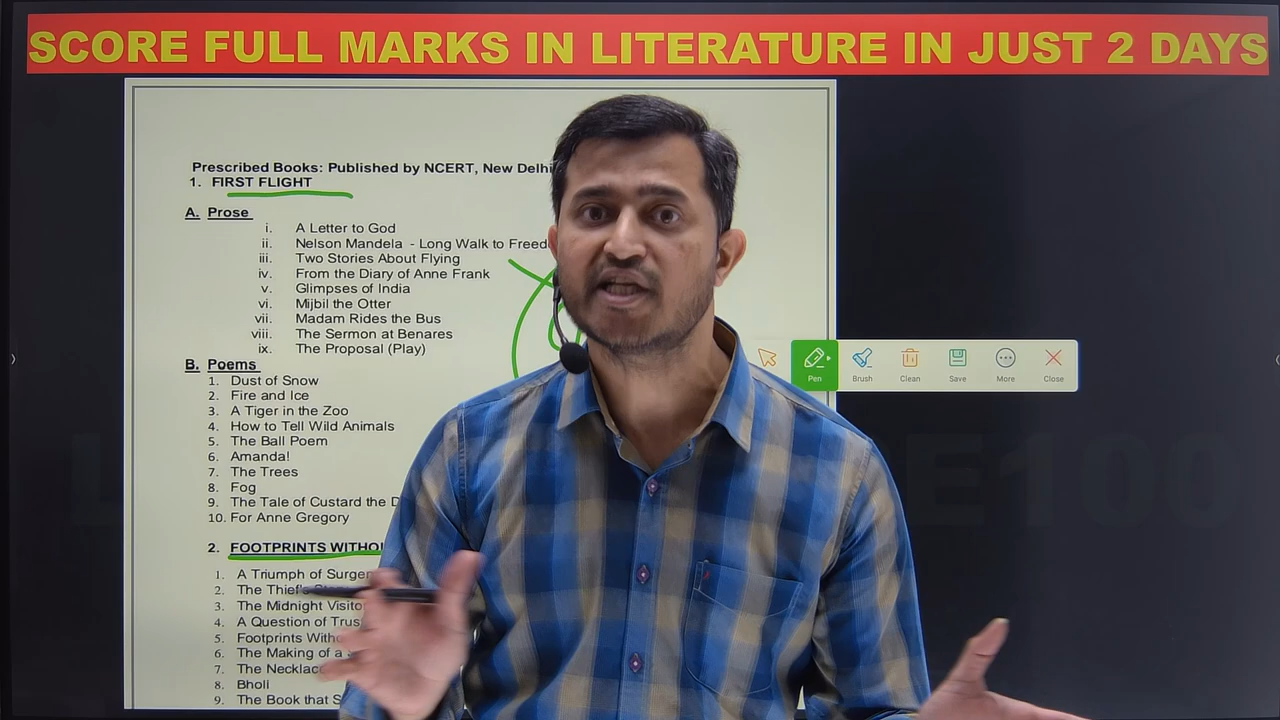 SCORE FULL MARKS IN LITERATURE IN JUST 2 DAYS
Prescribed Books: Published by NCERT, New Delhi
1. FIRST FLIGHT
A. Prose
i. A Letter to God
ii. Nelson Mandela - Long Walk to
iii. Two Stories About Flying
iv. From the Diary of Anne Frank
v. Glimpses of India
vi. Mijbil the Otter
vii. Madam Rides the Bus
viii. The Sermon at Benares
ix. The Proposal (Play)
B. Poems
1. Dust of Snow
2. Fire and Ice
3. A Tiger in the Zoo
4. How to Tell Wild Animals
5. The Ball Poem
6. Amanda!
7. The Trees
8. Fog
9. The Tale of Custard the
10. For Anne Gregory
2. FOOTPRINTS
1. A Triumph of
2. The Thief's
3. The Midnight
4. A Question of
5. Footprints
6. The Making of a
7. The
8. Bholi
9. The Book that
Pen
Brush
Clean
Save
More
Close